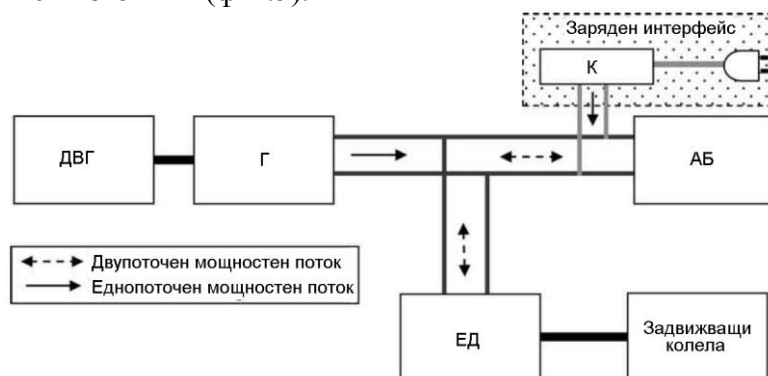 Заряден интерфейс
К
ДВГ
Г
АБ
Двупоточен мощностен поток
Еднопоточен мощностен поток
ЕД
Задвижващи
колела